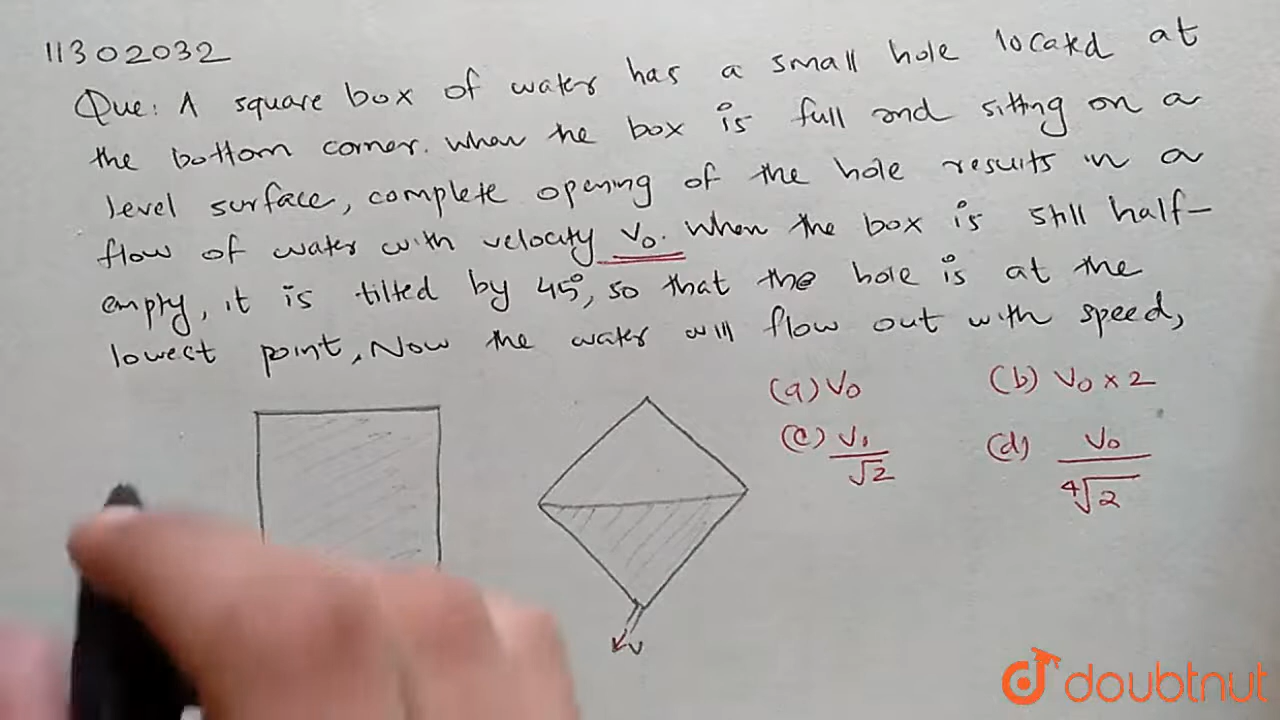 11302032
Que: A square box of water has a small hole located at
the bottom corner. When the box is full and sitting on a
level surface, complete opening of the hole results in a
flow of water with velocity V₀. When the box is still half-
empty, it is tilted by 45°, so that the hole is at the
lowest point, Now the water will flow out with speed,
(a) V₀ (b) V₀ × 2
(c) V₀/√2 (d) V₀/∜2
v
doubtnut